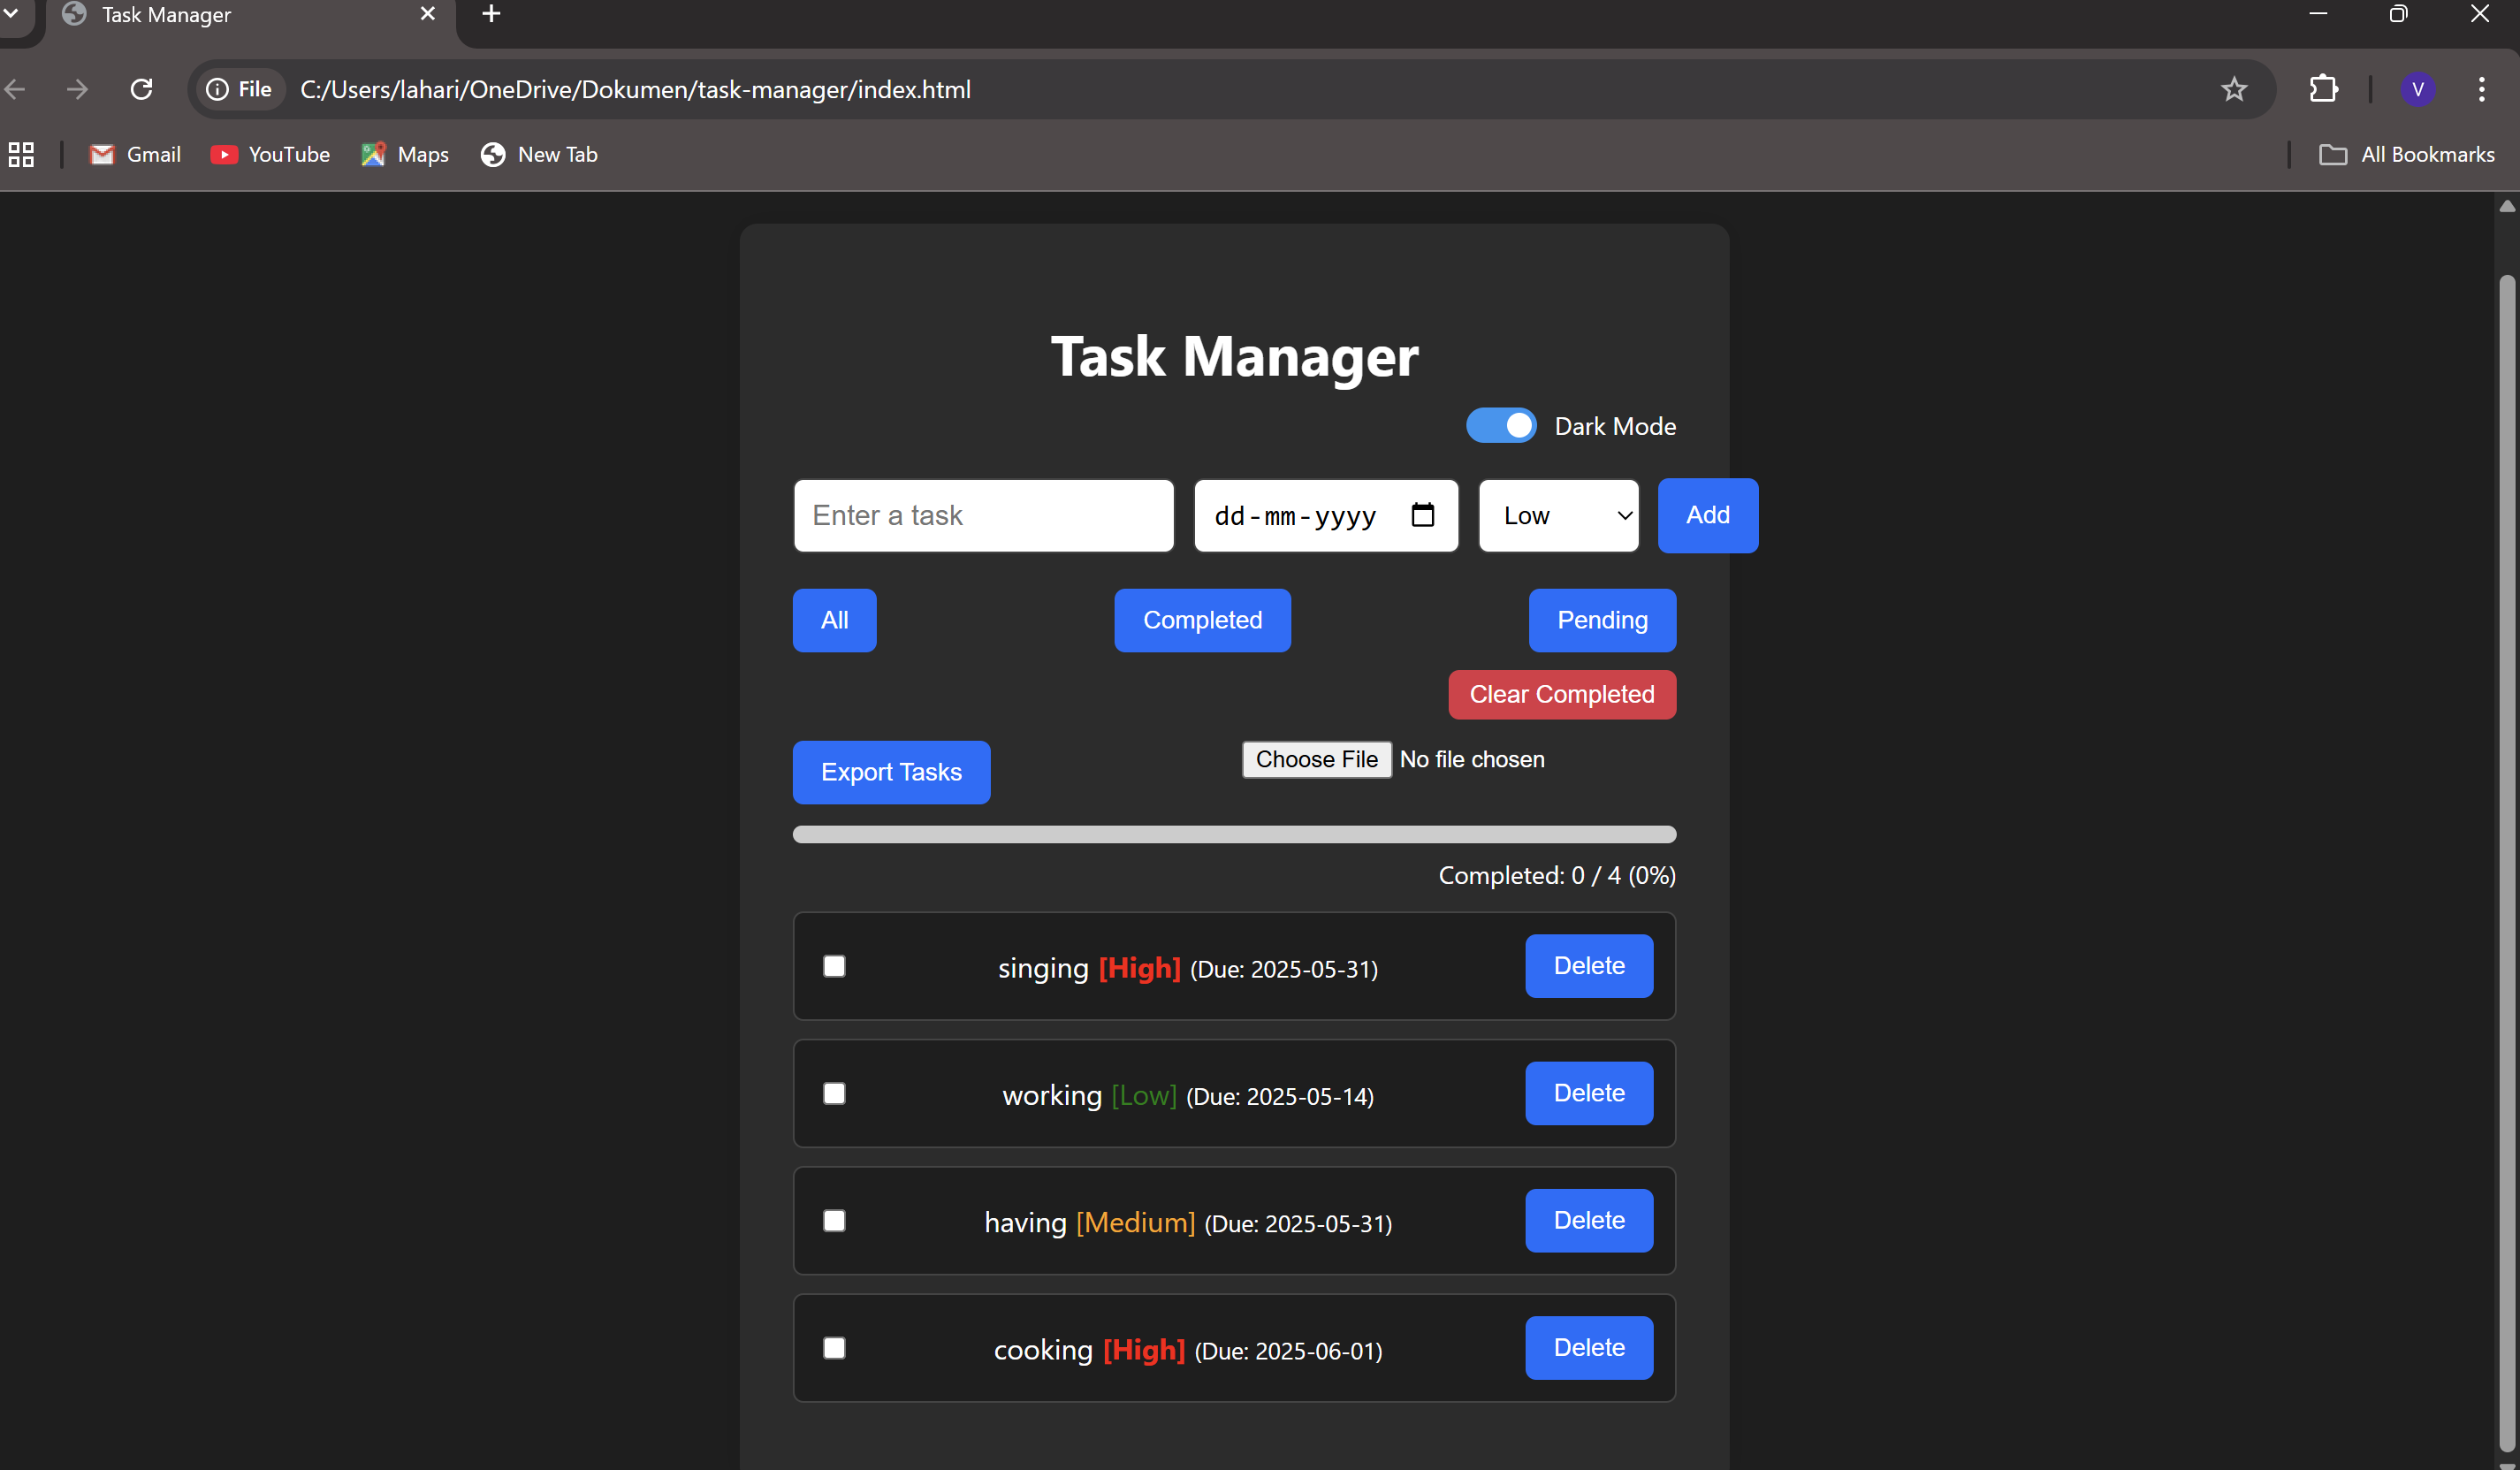 Task Manager
File C:/Users/lahari/OneDrive/Dokumen/task-manager/index.html
V
Gmail YouTube Maps New Tab All Bookmarks
Task Manager
Dark Mode
Enter a task dd-mm-yyyy Low Add
All Completed Pending
Clear Completed
Export Tasks Choose File No file chosen
Completed: 0 / 4 (0%)
singing [High] (Due: 2025-05-31) Delete
working [Low] (Due: 2025-05-14) Delete
having [Medium] (Due: 2025-05-31) Delete
cooking [High] (Due: 2025-06-01) Delete